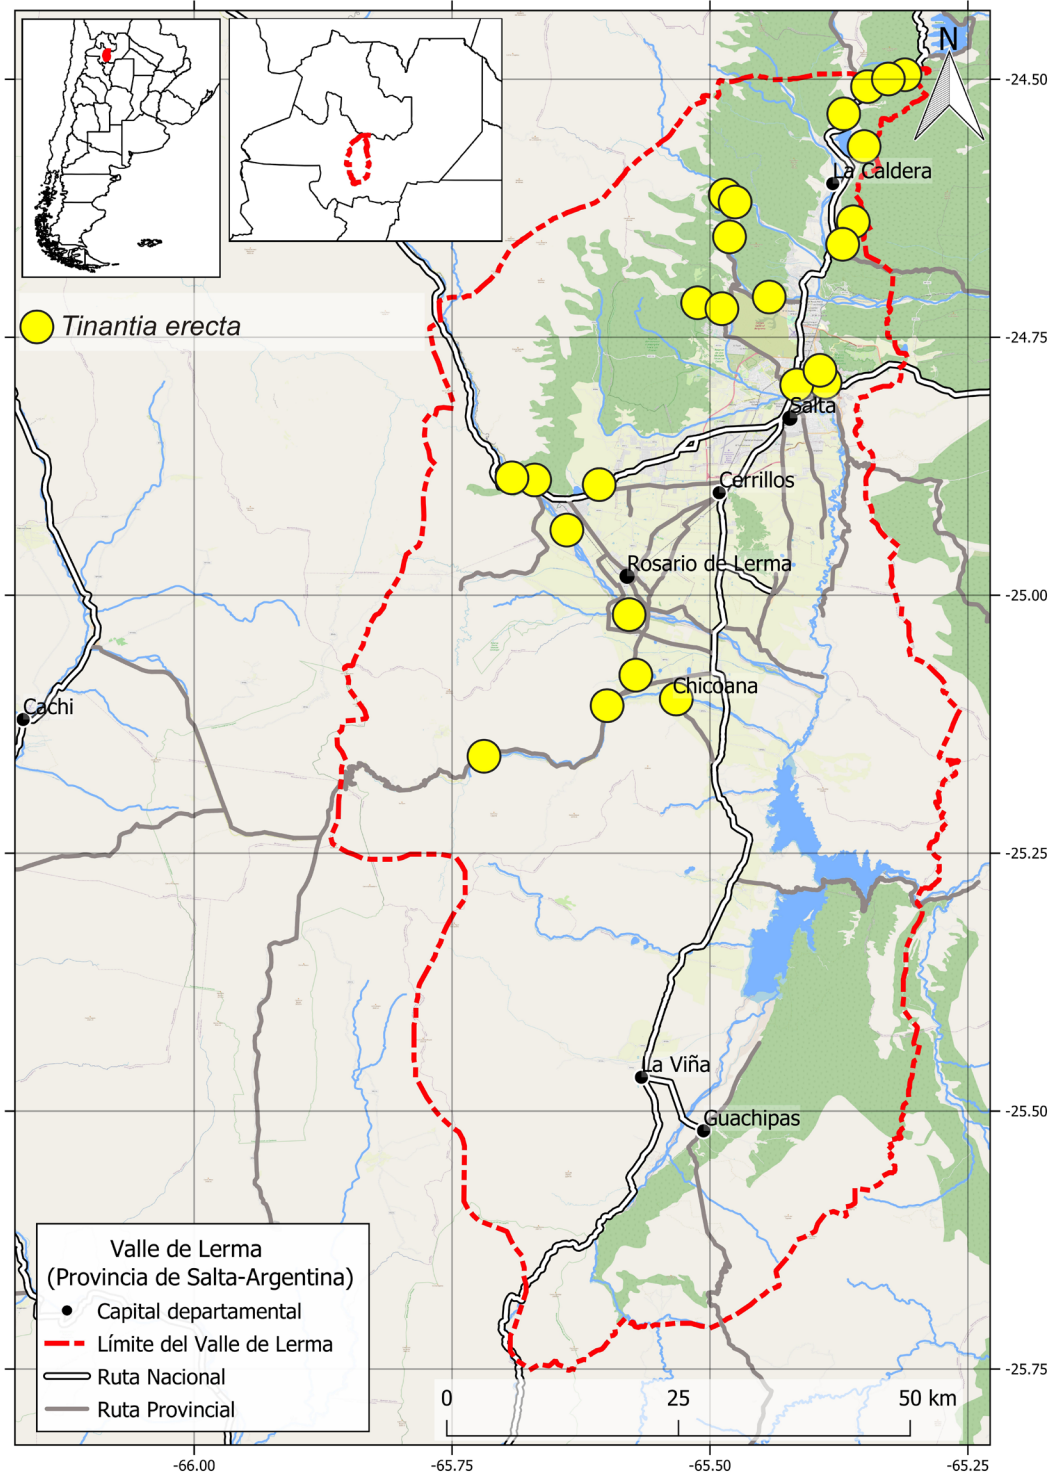 N
-24.50
La Caldera
Tinantia erecta
-24.75
Salta
Cerrillos
Rosario de Lerma
-25.00
Chicoana
Cachi
-25.25
La Viña
-25.50
Guachipas
Valle de Lerma
(Provincia de Salta-Argentina)
Capital departamental
Límite del Valle de Lerma
Ruta Nacional
Ruta Provincial
-25.75
0 25 50 km
-66.00 -65.75 -65.50 -65.25